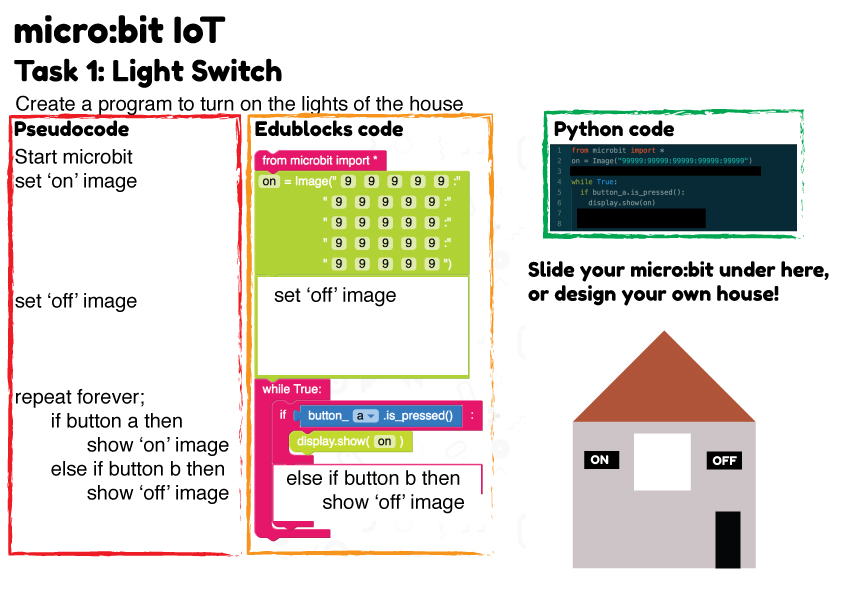 micro:bit IoT
Task 1: Light Switch
Create a program to turn on the lights of the house
Pseudocode
Start microbit
set ‘on’ image
set ‘off’ image
repeat forever;
if button a then
show ‘on’ image
else if button b then
show ‘off’ image
Edublocks code
from microbit import *
on = Image(" 9 9 9 9 9 :"
" 9 9 9 9 9 :"
" 9 9 9 9 9 :"
" 9 9 9 9 9 :"
" 9 9 9 9 9 ")
set ‘off’ image
while True:
if button_ a .is_pressed() :
display.show( on )
else if button b then
show ‘off’ image
Python code
1 from microbit import *
2 on = Image("99999:99999:99999:99999:99999")
3
4 while True:
5 if button_a.is_pressed():
6 display.show(on)
7
8
Slide your micro:bit under here,
or design your own house!
ON
OFF